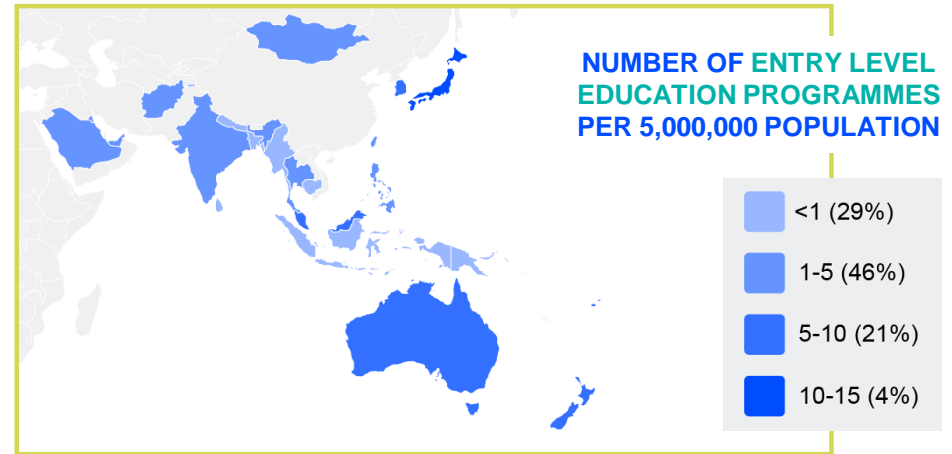 NUMBER OF ENTRY LEVEL
EDUCATION PROGRAMMES
PER 5,000,000 POPULATION
<1 (29%)
1-5 (46%)
5-10 (21%)
10-15 (4%)